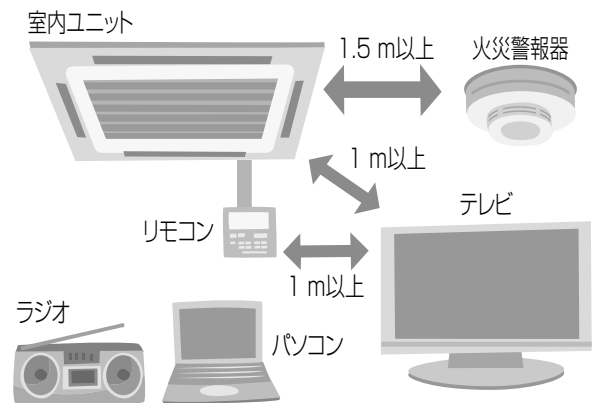 室内ユニット
1.5 m以上
火災警報器
1 m以上
テレビ
リモコン
1 m以上
ラジオ
パソコン